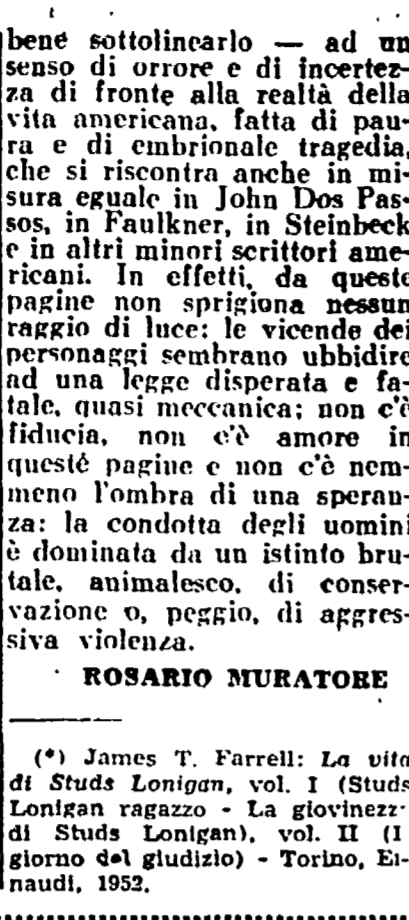 bene sottolinearlo — ad un
senso di orrore e di incertez-
za di fronte alla realtà della
vita americana, fatta di pau-
ra e di embrionale tragedia,
che si riscontra anche in mi-
sura eguale in John Dos Pas-
sos, in Faulkner, in Steinbeck
e in altri minori scrittori ame-
ricani. In effetti, da queste
pagine non sprigiona nessun
raggio di luce: le vicende dei
personaggi sembrano ubbidire
ad una legge disperata e fa-
tale, quasi meccanica; non c'è
fiducia, non c'è amore in
questé pagine e non c'è nem-
meno l'ombra di una speran-
za: la condotta degli uomini
è dominata da un istinto bru-
tale, animalesco, di conser-
vazione o, peggio, di aggres-
siva violenza.
ROSARIO MURATORE
(*) James T. Farrell: La vita
di Studs Lonigan, vol. I (Studs
Lonigan ragazzo - La giovinezz
di Studs Lonigan), vol. II (I
giorno del giudizio) - Torino, Ei-
naudi, 1952.